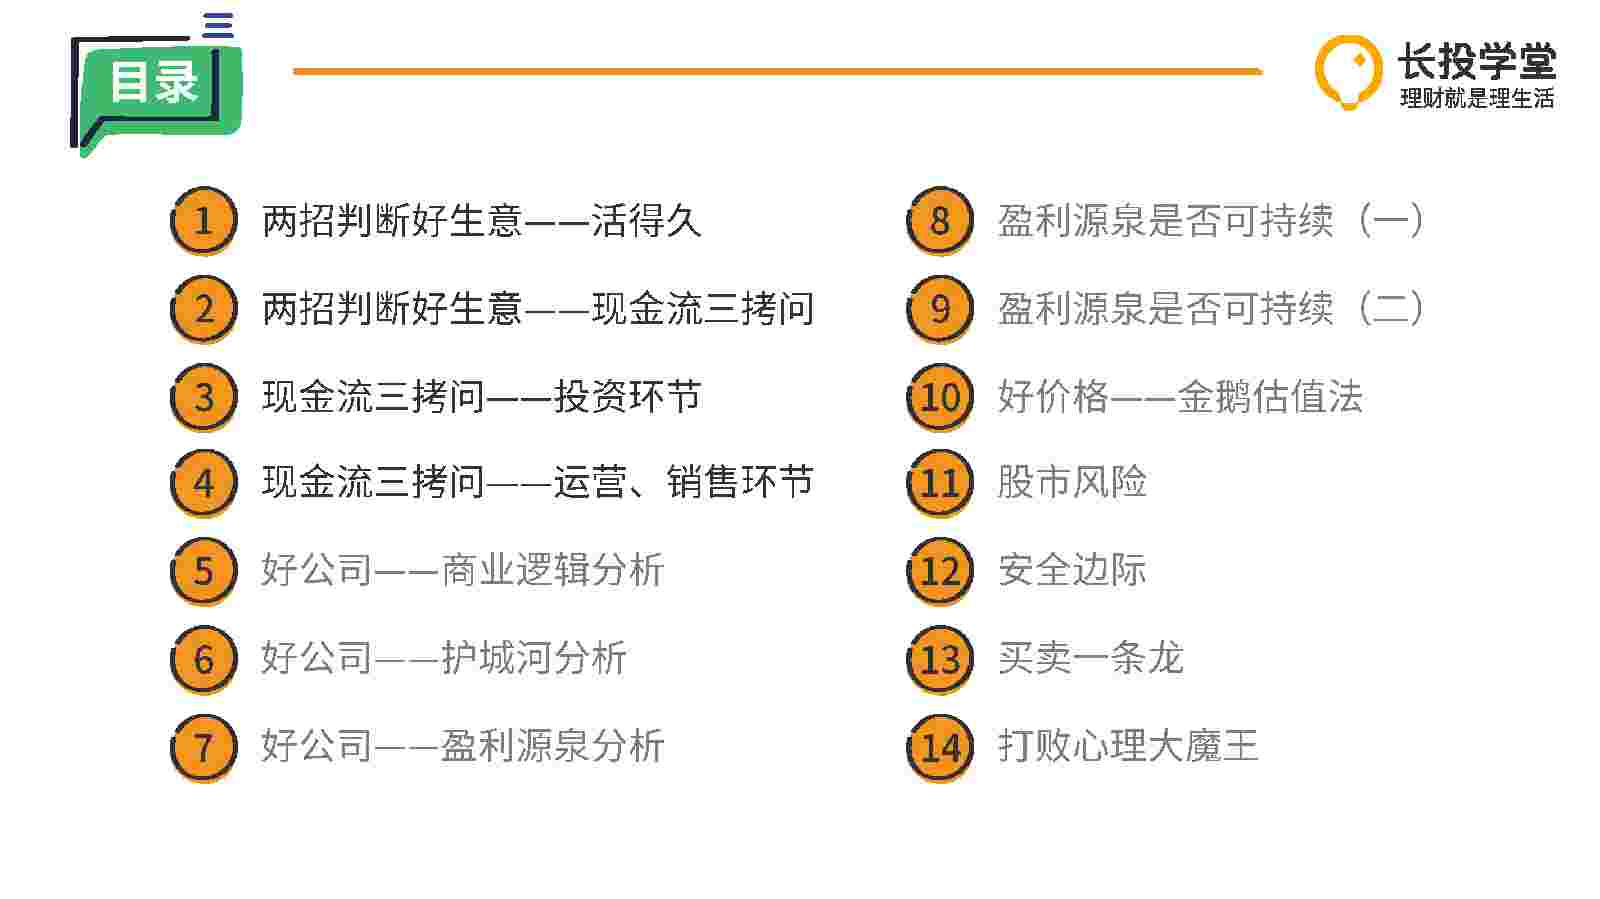 目录
长投学堂
理财就是理生活
1 两招判断好生意——活得久
2 两招判断好生意——现金流三拷问
3 现金流三拷问——投资环节
4 现金流三拷问——运营、销售环节
5 好公司——商业逻辑分析
6 好公司——护城河分析
7 好公司——盈利源泉分析
8 盈利源泉是否可持续（一）
9 盈利源泉是否可持续（二）
10 好价格——金鹅估值法
11 股市风险
12 安全边际
13 买卖一条龙
14 打败心理大魔王